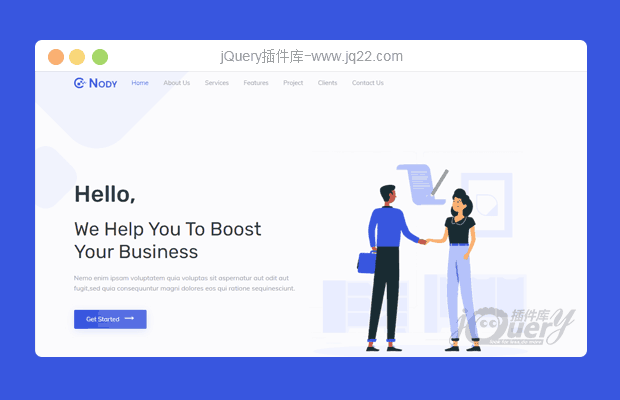 jQuery插件库-www.jq22.com
NODY Home About Us Services Features Project Clients Contact Us
Hello,
We Help You To Boost
Your Business
Nemo enim ipsam voluptatem quia voluptas sit aspernatur aut odit aut
fugit,sed quia consequuntur magni dolores eos qui ratione sequinesciunt.
Get Started
插件库
jQuery